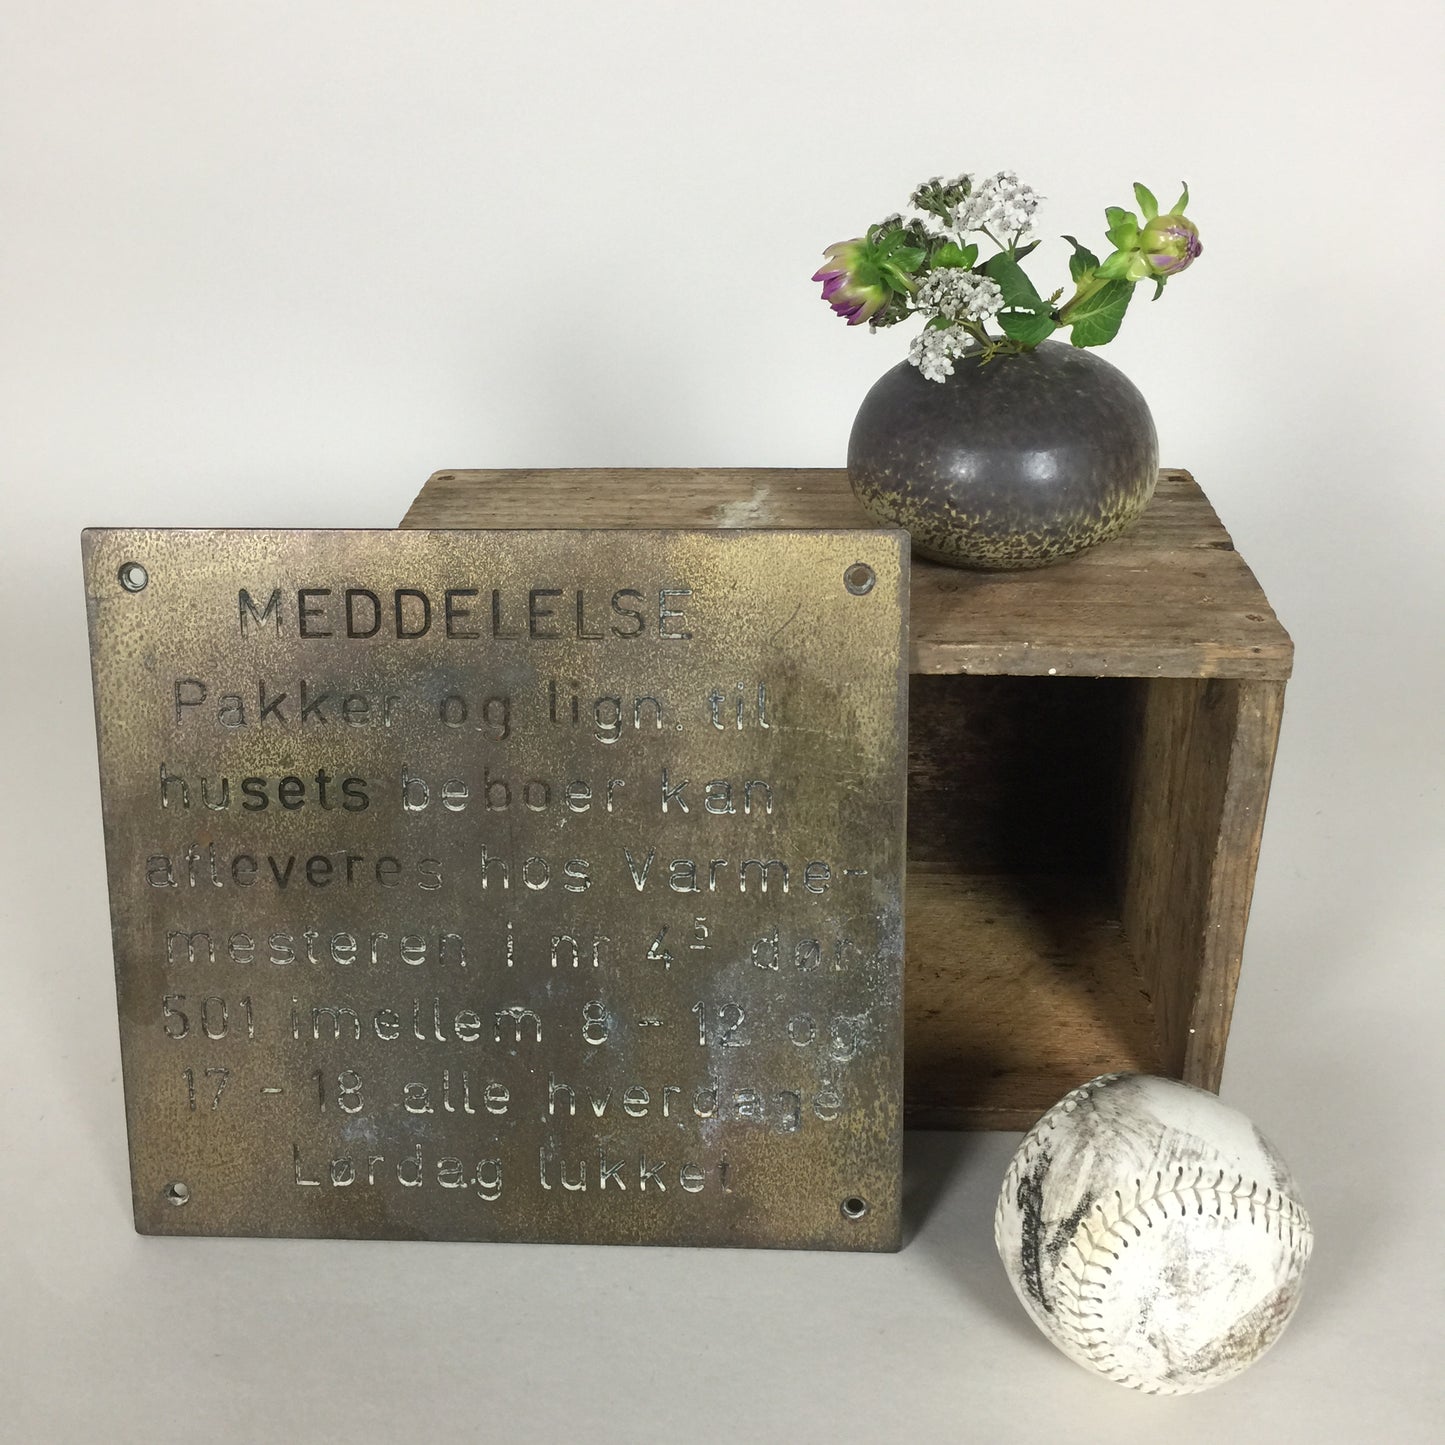 MEDDELELSE
Pakker og lign. til
husets beboer kan
afleveres hos Varme-
mesteren i nr 4⁵ dør
501 imellem 8 - 12 og
17 - 18 alle hverdage
Lørdag lukket